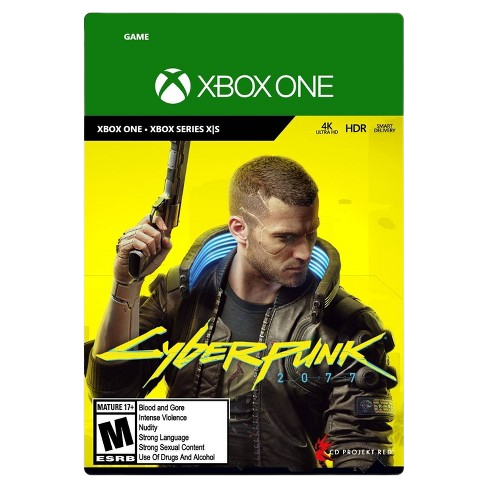 GAME
XBOX ONE
XBOX ONE • XBOX SERIES X|S
4K
ULTRA HD
HDR
SMART
DELIVERY
CYBERPUNK
2077
MATURE 17+
M
ESRB
Blood and Gore
Intense Violence
Nudity
Strong Language
Strong Sexual Content
Use Of Drugs And Alcohol
CD PROJEKT RED